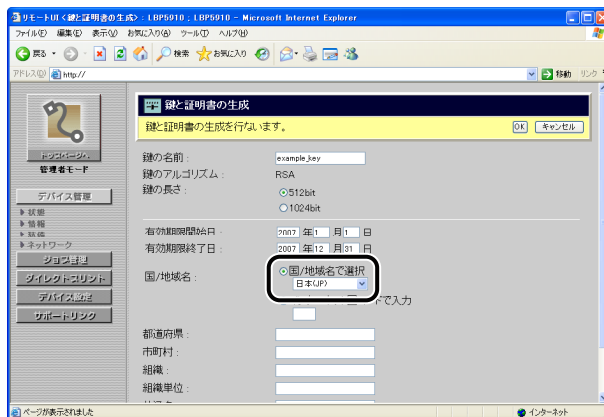 リモートUI <鍵と証明書の生成> : LBP5910 : LBP5910 - Microsoft Internet Explorer
ファイル(F) 編集(E) 表示(V) お気に入り(A) ツール(T) ヘルプ(H)
戻る 検索 お気に入り
アドレス(D) http:// 移動 リンク
鍵と証明書の生成
鍵と証明書の生成を行ないます。 OK キャンセル
トップページへ
管理者モード
デバイス管理
状態
情報
ネットワーク
ジョブ管理
ダイレクトプリント
デバイス設定
サポートリンク
鍵の名前 : example_key
鍵のアルゴリズム : RSA
鍵の長さ : 512bit
1024bit
有効期限開始日 : 2007 年 1 月 1 日
有効期限終了日 : 2007 年 12 月 31 日
国/地域名 : 国/地域名で選択
日本(JP)
ドで入力
都道府県 :
市町村 :
組織 :
組織単位 :
ページが表示されました インターネット